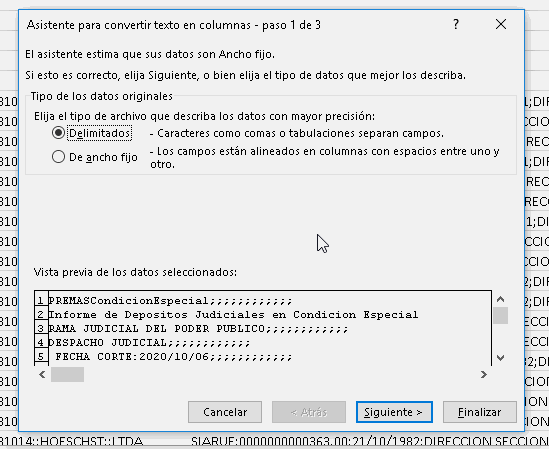 Asistente para convertir texto en columnas - paso 1 de 3
El asistente estima que sus datos son Ancho fijo.
Si esto es correcto, elija Siguiente, o bien elija el tipo de datos que mejor los describa.
Tipo de los datos originales
Elija el tipo de archivo que describa los datos con mayor precisión:
Delimitados - Caracteres como comas o tabulaciones separan campos.
De ancho fijo - Los campos están alineados en columnas con espacios entre uno y
otro.
Vista previa de los datos seleccionados:
1 PREMASCondicionEspecial;;;;;;;;;;;;
2 Informe de Depositos Judiciales en Condicion Especial
3 RAMA JUDICIAL DEL PODER PUBLICO;;;;;;;;;;;;
4 DESPACHO JUDICIAL;;;;;;;;;;;;
5 FECHA CORTE:2020/10/06;;;;;;;;;;;;
Cancelar
< Atrás
Siguiente >
Finalizar
81014::HOESCHST::LTDA SIARUE:0000000000363.00:21/10/1982:DIRECCION SECCION